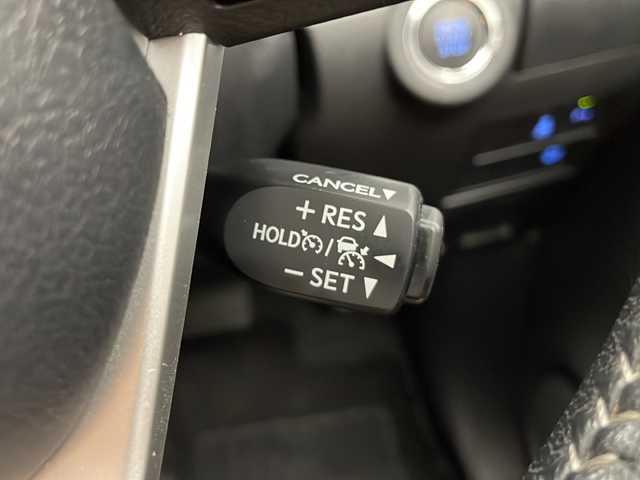 CANCEL▼
+ RES ▲
HOLD / ◀
− SET ▼